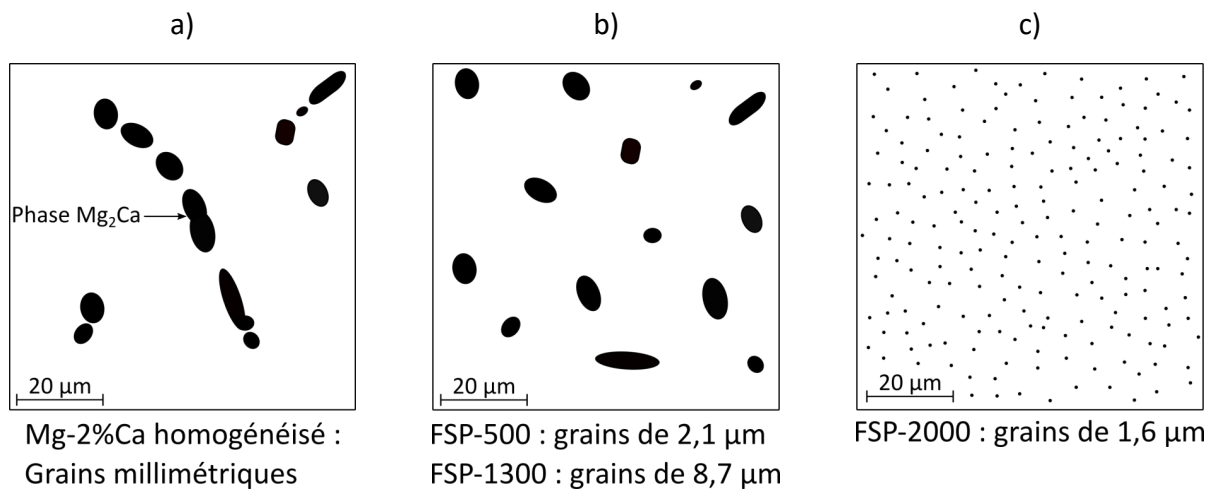 a)
b)
c)
Phase Mg₂Ca
20 µm
20 µm
20 µm
Mg-2%Ca homogénéisé :
Grains millimétriques
FSP-500 : grains de 2,1 µm
FSP-1300 : grains de 8,7 µm
FSP-2000 : grains de 1,6 µm